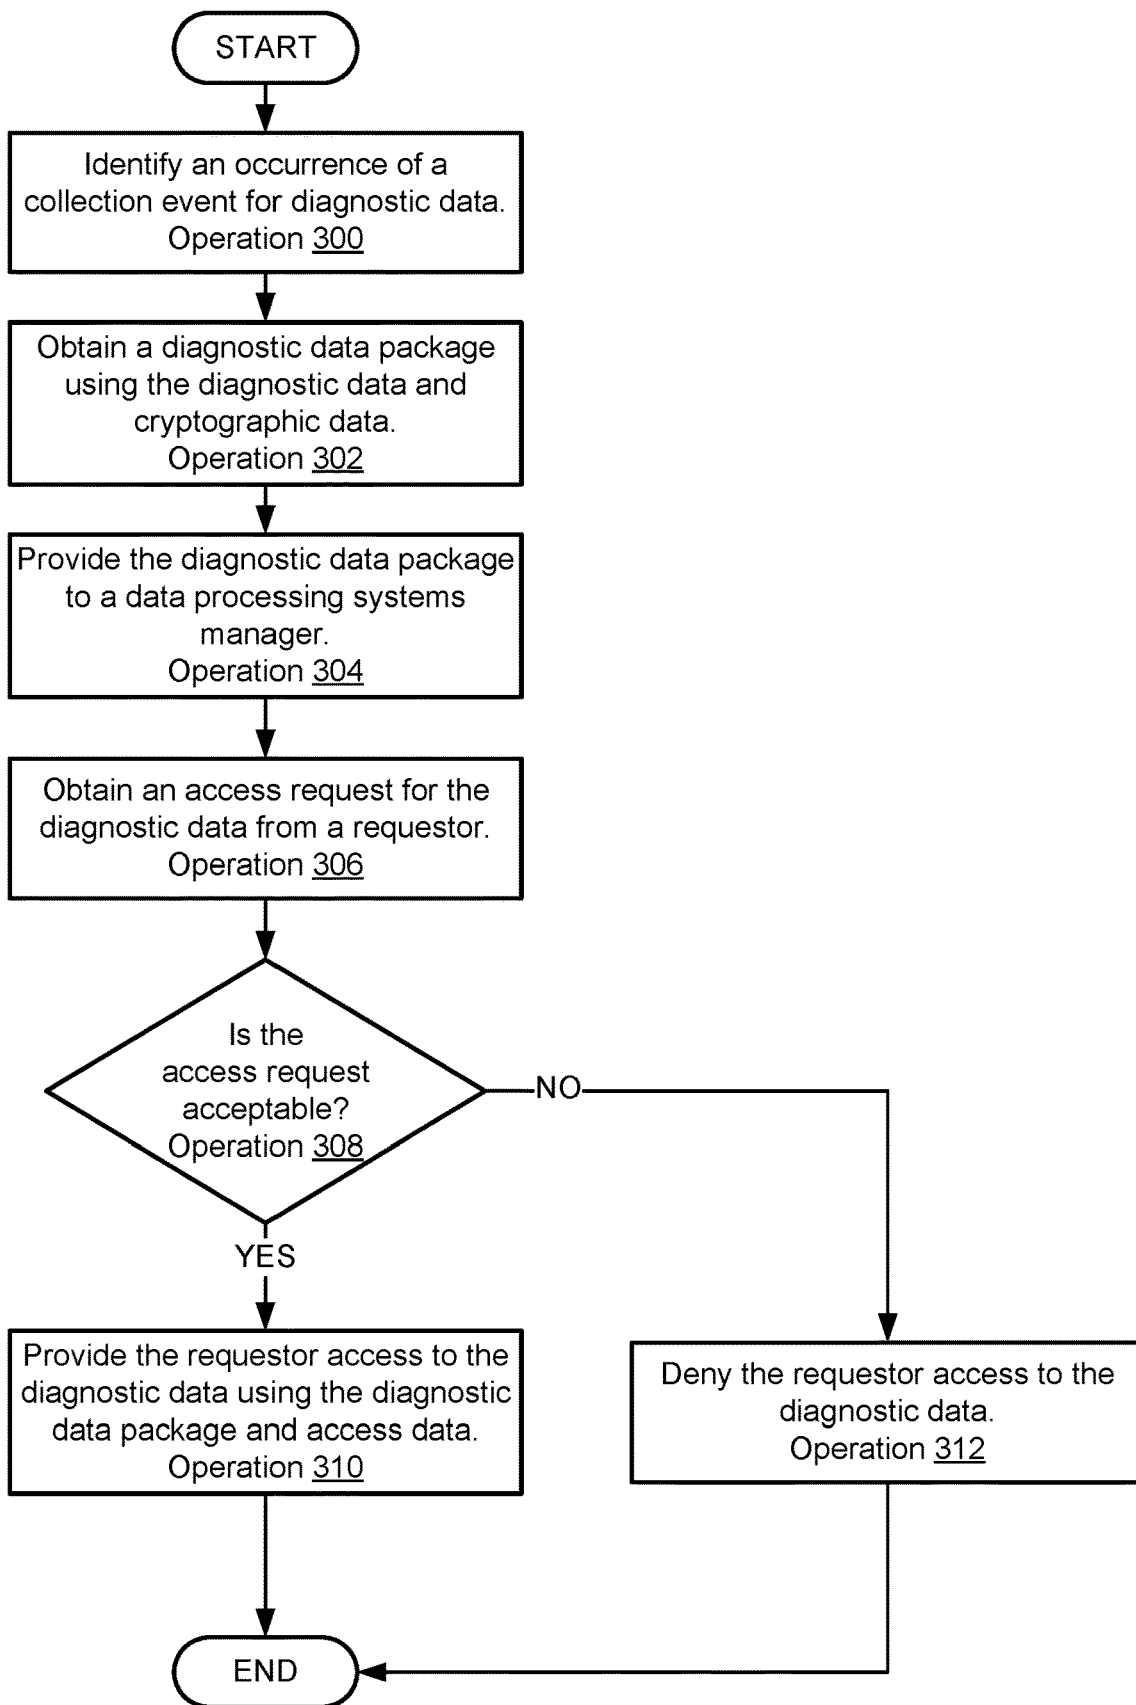 START
Identify an occurrence of a
collection event for diagnostic data.
Operation 300
Obtain a diagnostic data package
using the diagnostic data and
cryptographic data.
Operation 302
Provide the diagnostic data package
to a data processing systems
manager.
Operation 304
Obtain an access request for the
diagnostic data from a requestor.
Operation 306
Is the
access request
acceptable?
Operation 308
NO
YES
Provide the requestor access to the
diagnostic data using the diagnostic
data package and access data.
Operation 310
Deny the requestor access to the
diagnostic data.
Operation 312
END